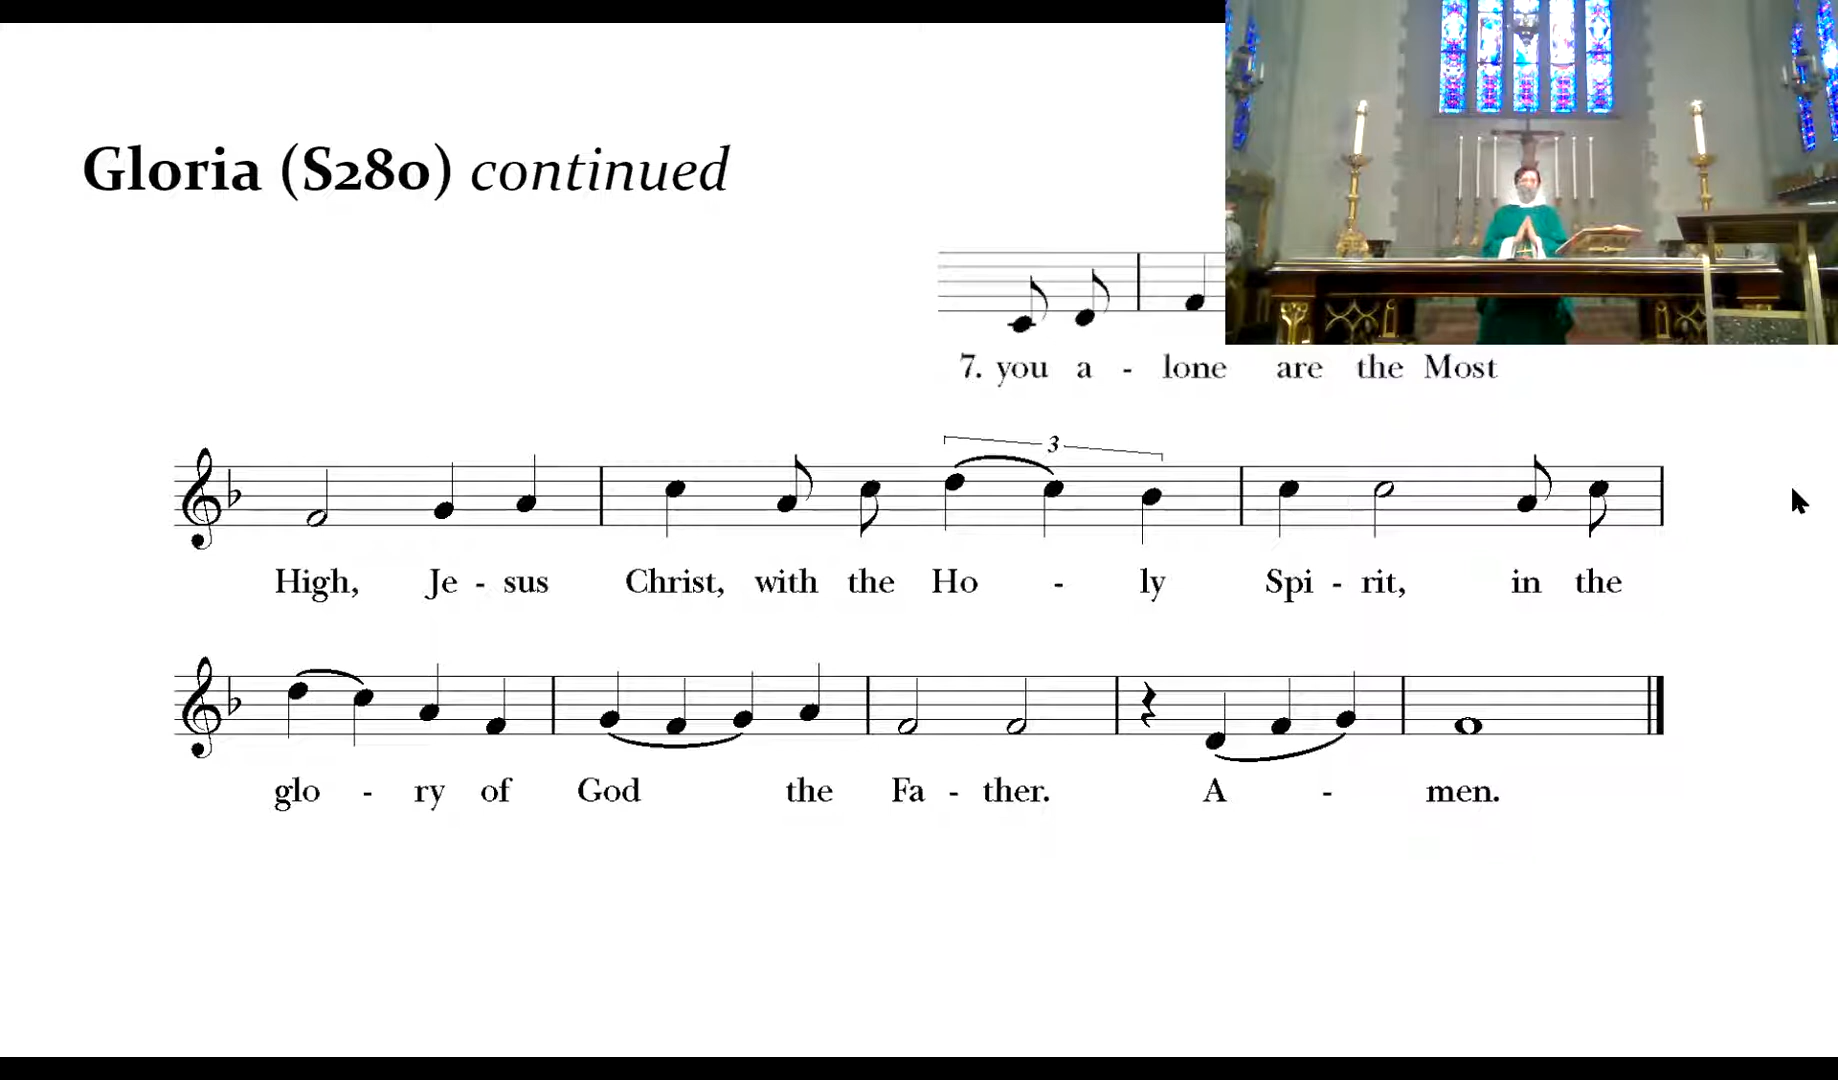 Gloria (S280) continued
7. you a - lone are the Most
3
High, Je - sus Christ, with the Ho - ly Spi - rit, in the
glo - ry of God the Fa - ther. A - men.